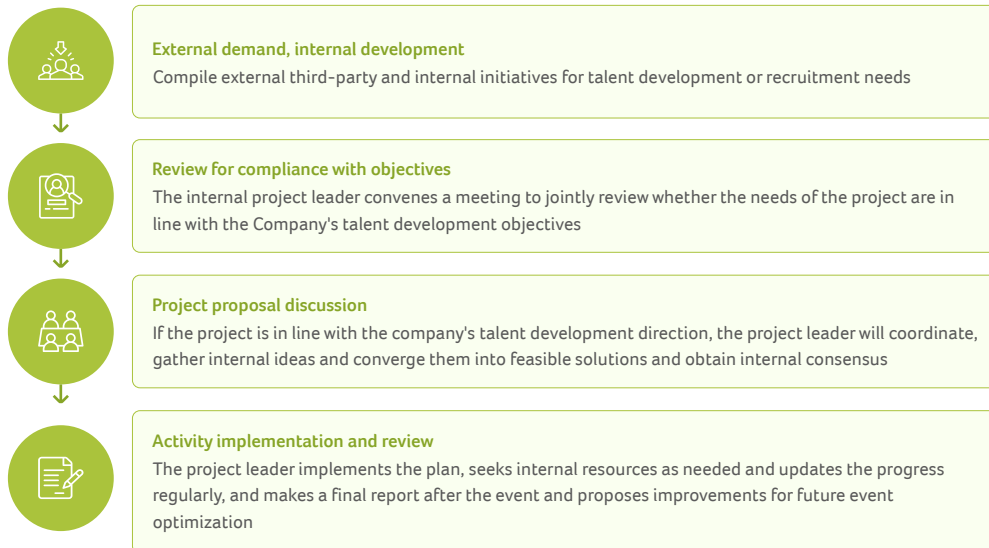 External demand, internal development
Compile external third-party and internal initiatives for talent development or recruitment needs
Review for compliance with objectives
The internal project leader convenes a meeting to jointly review whether the needs of the project are in
line with the Company's talent development objectives
Project proposal discussion
If the project is in line with the company's talent development direction, the project leader will coordinate,
gather internal ideas and converge them into feasible solutions and obtain internal consensus
Activity implementation and review
The project leader implements the plan, seeks internal resources as needed and updates the progress
regularly, and makes a final report after the event and proposes improvements for future event
optimization